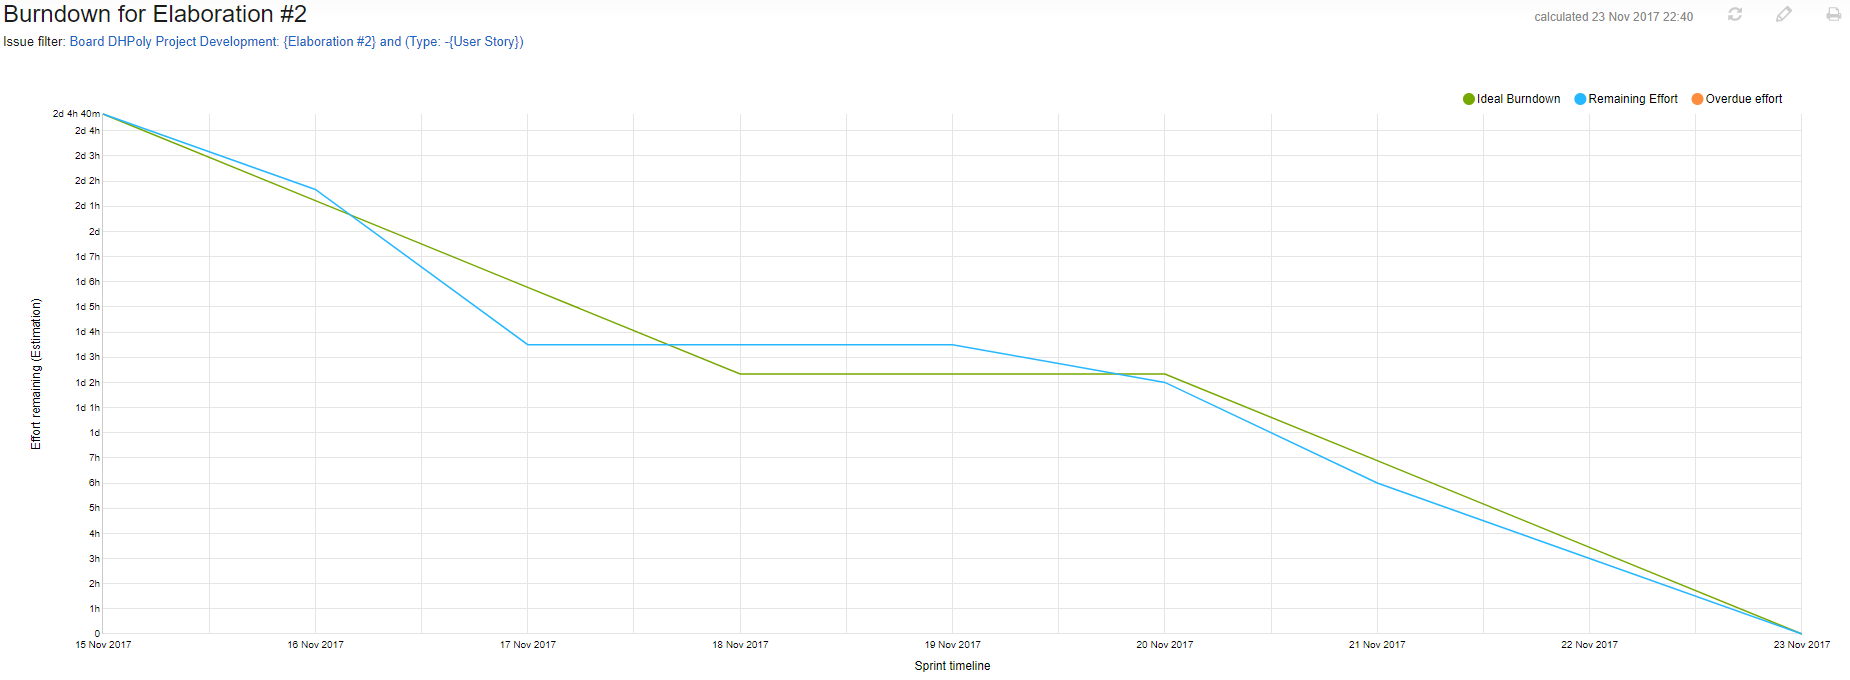 Burndown for Elaboration #2
calculated 23 Nov 2017 22:40
Issue filter: Board DHPoly Project Development: {Elaboration #2} and (Type: -{User Story})
Ideal Burndown Remaining Effort Overdue effort
2d 4h 40m
2d 4h
2d 3h
2d 2h
2d 1h
2d
1d 7h
1d 6h
1d 5h
1d 4h
1d 3h
1d 2h
1d 1h
1d
7h
6h
5h
4h
3h
2h
1h
0
Effort remaining (Estimation)
15 Nov 2017 16 Nov 2017 17 Nov 2017 18 Nov 2017 19 Nov 2017 20 Nov 2017 21 Nov 2017 22 Nov 2017 23 Nov 2017
Sprint timeline